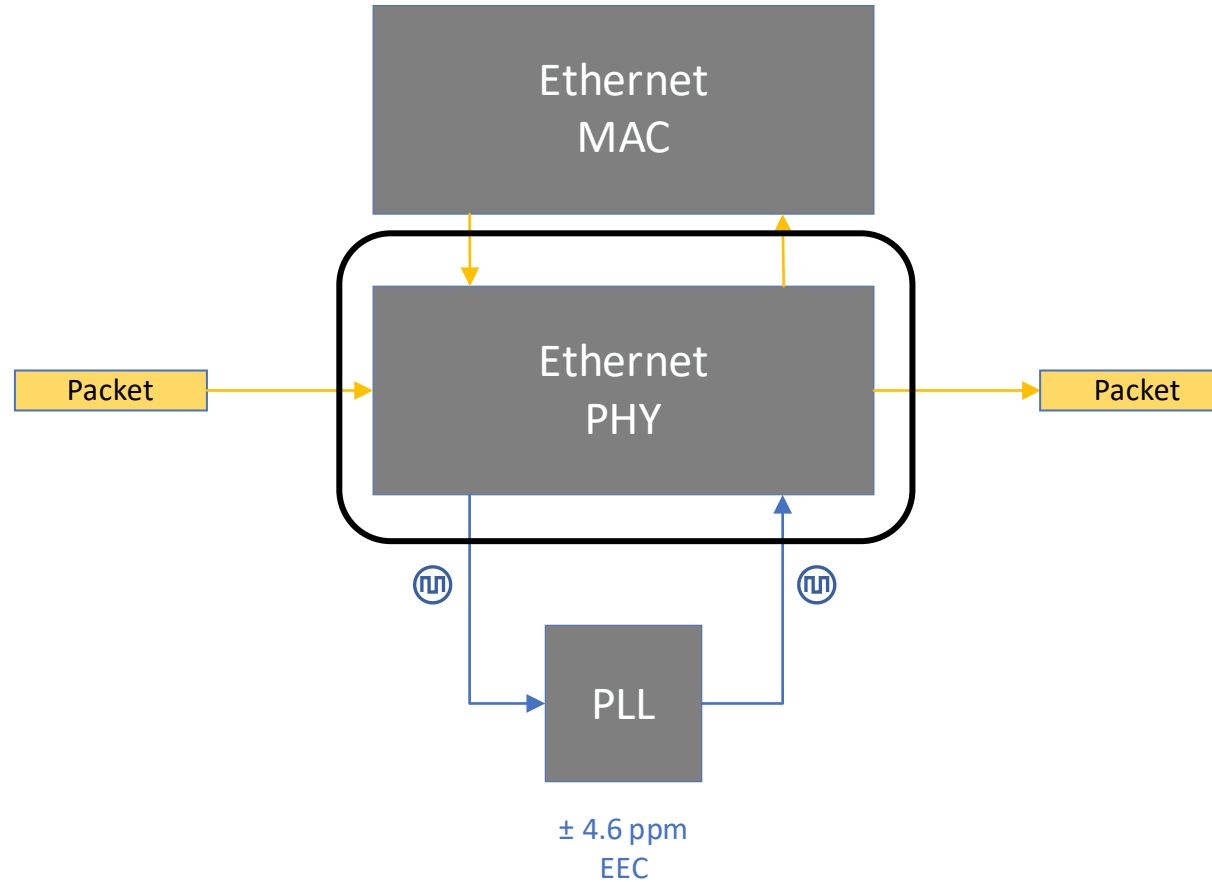 Ethernet
MAC
Ethernet
PHY
Packet
Packet
PLL
± 4.6 ppm
EEC